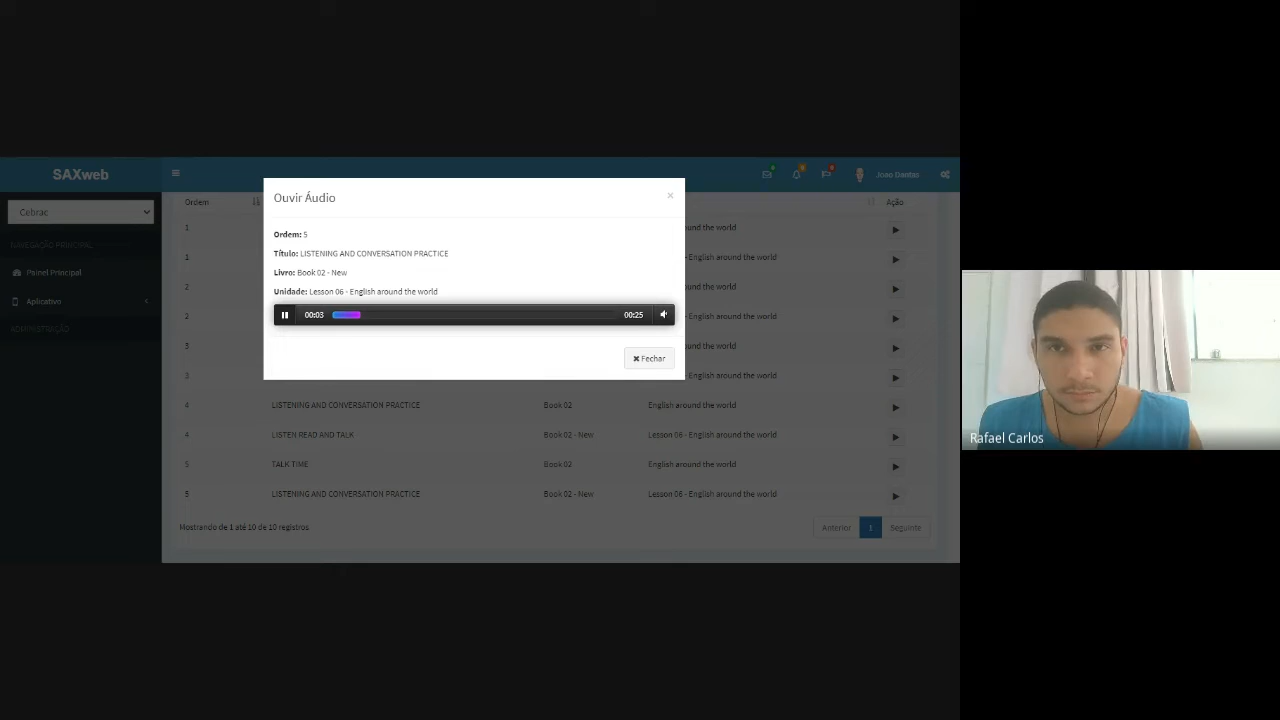 SAXweb
Joao Dantas
Cebrac
NAVEGAÇÃO PRINCIPAL
Painel Principal
Aplicativo
ADMINISTRAÇÃO
Ouvir Áudio
×
Ordem: 5
Título: LISTENING AND CONVERSATION PRACTICE
Livro: Book 02 - New
Unidade: Lesson 06 - English around the world
00:03 00:25
Fechar
Ordem Ação
1 around the world
1 - English around the world
2 around the world
2 - English around the world
3 around the world
3 - English around the world
4 LISTENING AND CONVERSATION PRACTICE Book 02 English around the world
4 LISTEN READ AND TALK Book 02 - New Lesson 06 - English around the world
5 TALK TIME Book 02 English around the world
5 LISTENING AND CONVERSATION PRACTICE Book 02 - New Lesson 06 - English around the world
Mostrando de 1 até 10 de 10 registros
Anterior 1 Seguinte
Rafael Carlos